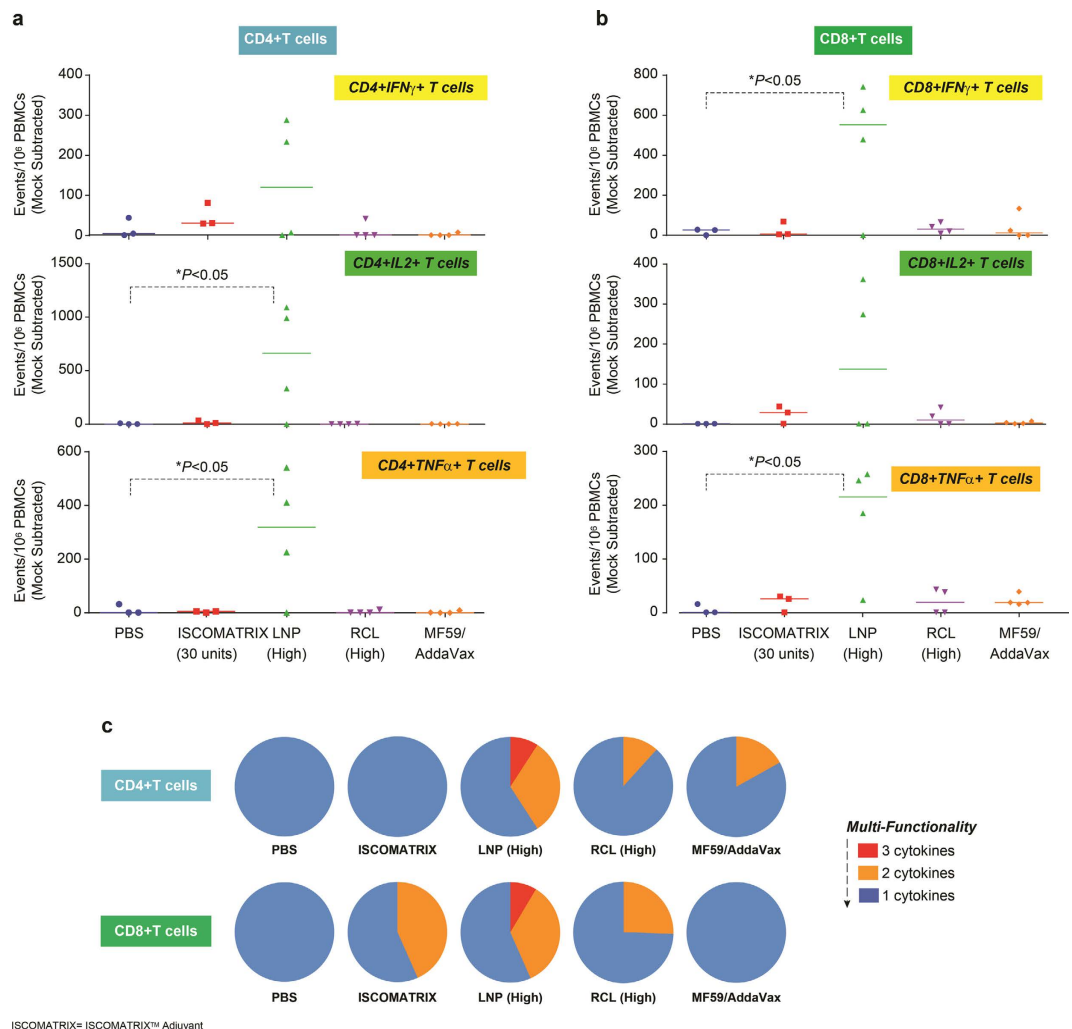 a
CD4+T cells
CD4+IFNγ+ T cells
Events/10⁶ PBMCs
(Mock Subtracted)
400
300
200
100
0
CD4+IL2+ T cells
*P<0.05
Events/10⁶ PBMCs
(Mock Subtracted)
1500
1000
500
0
CD4+TNFα+ T cells
*P<0.05
Events/10⁶ PBMCs
(Mock Subtracted)
600
400
200
0
PBS ISCOMATRIX LNP RCL MF59/
(30 units) (High) (High) AddaVax
b
CD8+T cells
CD8+IFNγ+ T cells
*P<0.05
Events/10⁶ PBMCs
(Mock Subtracted)
800
600
400
200
0
CD8+IL2+ T cells
Events/10⁶ PBMCs
(Mock Subtracted)
400
300
200
100
0
CD8+TNFα+ T cells
*P<0.05
Events/10⁶ PBMCs
(Mock Subtracted)
300
200
100
0
PBS ISCOMATRIX LNP RCL MF59/
(30 units) (High) (High) AddaVax
c
CD4+T cells
PBS ISCOMATRIX LNP (High) RCL (High) MF59/AddaVax
CD8+T cells
PBS ISCOMATRIX LNP (High) RCL (High) MF59/AddaVax
Multi-Functionality
3 cytokines
2 cytokines
1 cytokines
ISCOMATRIX= ISCOMATRIX™ Adjuvant